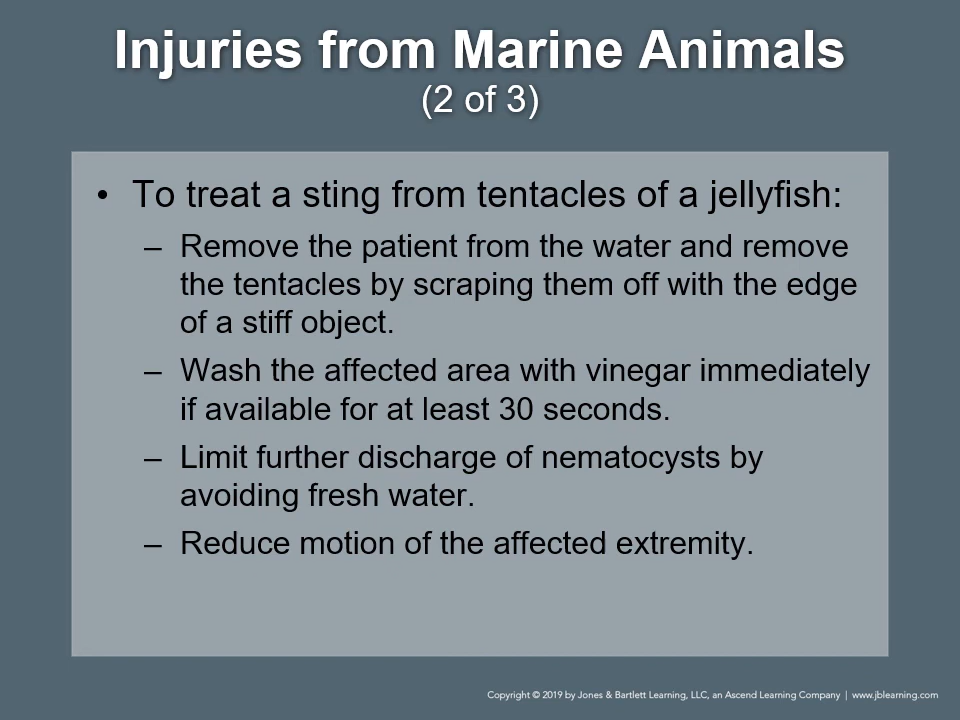 Injuries from Marine Animals
(2 of 3)
• To treat a sting from tentacles of a jellyfish:
– Remove the patient from the water and remove
the tentacles by scraping them off with the edge
of a stiff object.
– Wash the affected area with vinegar immediately
if available for at least 30 seconds.
– Limit further discharge of nematocysts by
avoiding fresh water.
– Reduce motion of the affected extremity.
Copyright © 2019 by Jones & Bartlett Learning, LLC, an Ascend Learning Company | www.jblearning.com